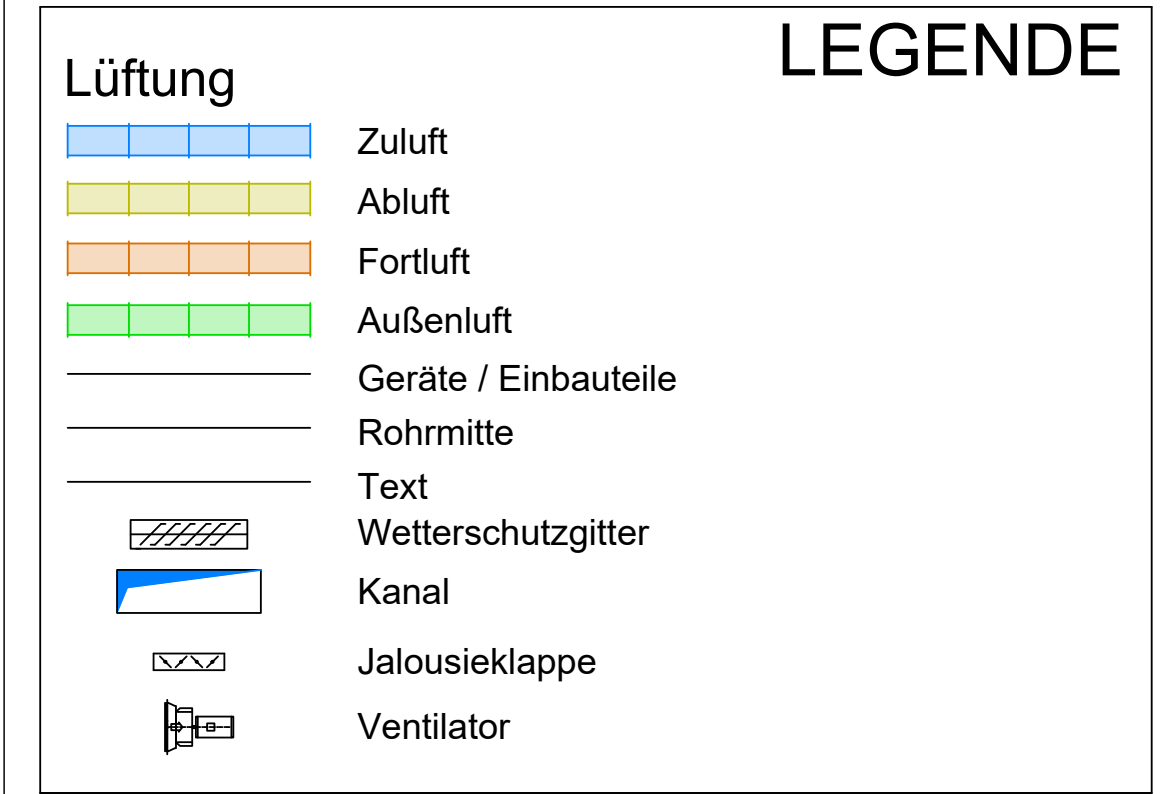 LEGENDE
Lüftung
Zuluft
Abluft
Fortluft
Außenluft
Geräte / Einbauteile
Rohrmitte
Text
Wetterschutzgitter
Kanal
Jalousieklappe
Ventilator